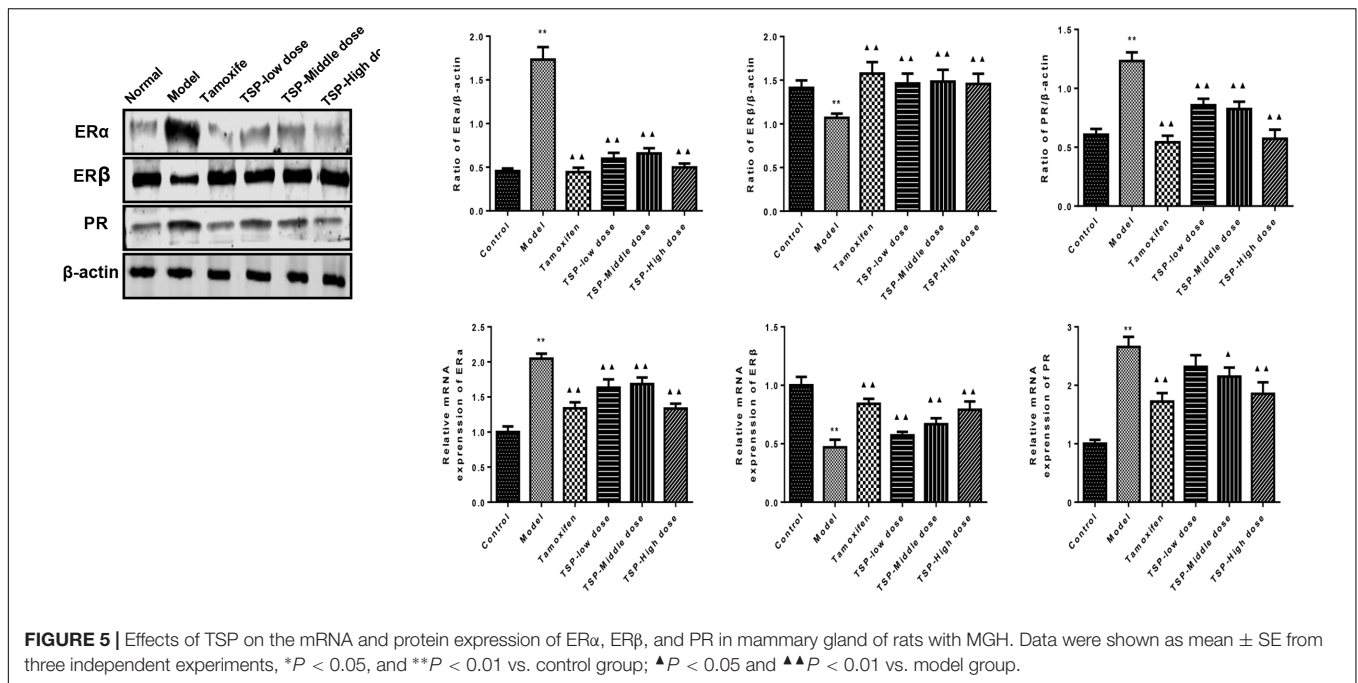 Normal
Model
Tamoxife
TSP-low dose
TSP-Middle dose
TSP-High do
ERα
ERβ
PR
β-actin
Ratio of ERa/β-actin
2.0
1.5
1.0
0.5
0.0
**
▲▲
▲▲
▲▲
▲▲
Control
Model
Tamoxifen
TSP-low dose
TSP-Middle dose
TSP-High dose
Ratio of ERβ/β-actin
2.0
1.5
1.0
0.5
0.0
**
▲▲
▲▲
▲▲
▲▲
Control
Model
Tamoxifen
TSP-low dose
TSP-Middle dose
TSP-High dose
Ratio of PR/β-actin
1.5
1.0
0.5
0.0
**
▲▲
▲▲
▲▲
▲▲
Control
Model
Tamoxifen
TSP-low dose
TSP-Middle dose
TSP-High dose
Relative mRNA
exprenssion of ERa
2.5
2.0
1.5
1.0
0.5
0.0
**
▲▲
▲▲
▲▲
▲▲
Control
Model
Tamoxifen
TSP-low dose
TSP-Middle dose
TSP-High dose
Relative mRNA
exprenssion of ERβ
1.5
1.0
0.5
0.0
**
▲▲
▲▲
▲▲
▲▲
Control
Model
Tamoxifen
TSP-low dose
TSP-Middle dose
TSP-High dose
Relative mRNA
exprenssion of PR
3
2
1
0
**
▲▲
▲
▲▲
Control
Model
Tamoxifen
TSP-low dose
TSP-Middle dose
TSP-High dose
FIGURE 5 | Effects of TSP on the mRNA and protein expression of ERα, ERβ, and PR in mammary gland of rats with MGH. Data were shown as mean ± SE from
three independent experiments, *P < 0.05, and **P < 0.01 vs. control group; ▲P < 0.05 and ▲▲P < 0.01 vs. model group.